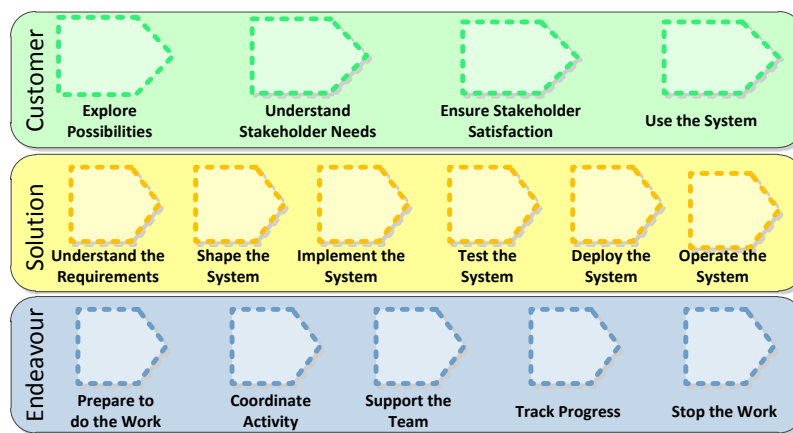 Customer
Explore
Possibilities
Understand
Stakeholder Needs
Ensure Stakeholder
Satisfaction
Use the System
Solution
Understand the
Requirements
Shape the
System
Implement the
System
Test the
System
Deploy the
System
Operate the
System
Endeavour
Prepare to
do the Work
Coordinate
Activity
Support the
Team
Track Progress
Stop the Work